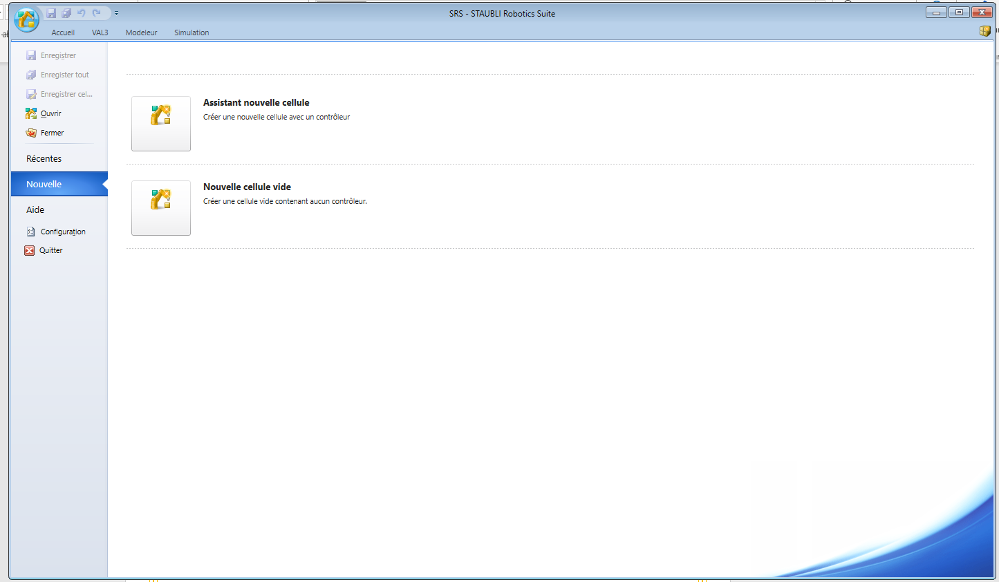 SRS - STAUBLI Robotics Suite
Accueil VAL3 Modeleur Simulation
Enregistrer
Enregister tout
Enregistrer cel...
Ouvrir
Fermer
Récentes
Nouvelle
Aide
Configuration
Quitter
Assistant nouvelle cellule
Créer une nouvelle cellule avec un contrôleur
Nouvelle cellule vide
Créer une cellule vide contenant aucun contrôleur.